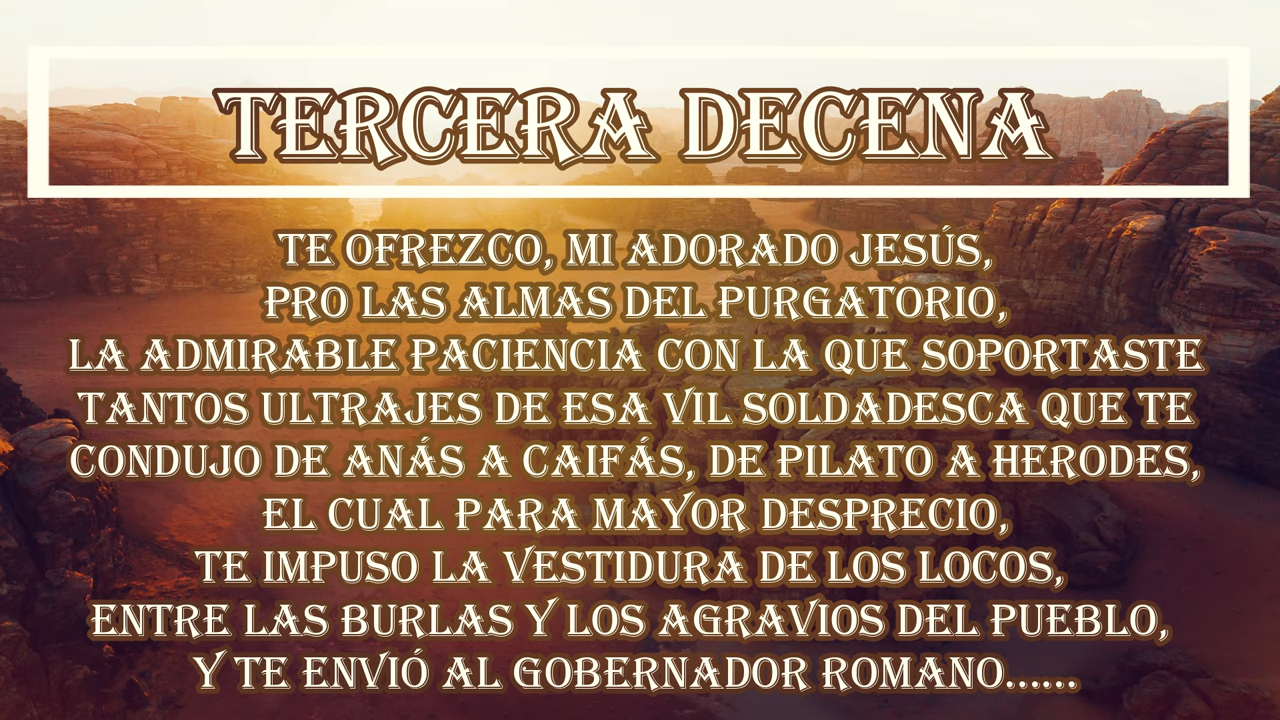 TERCERA DECENA
TE OFREZCO, MI ADORADO JESÚS,
PRO LAS ALMAS DEL PURGATORIO,
LA ADMIRABLE PACIENCIA CON LA QUE SOPORTASTE
TANTOS ULTRAJES DE ESA VIL SOLDADESCA QUE TE
CONDUJO DE ANÁS A CAIFÁS, DE PILATO A HERODES,
EL CUAL PARA MAYOR DESPRECIO,
TE IMPUSO LA VESTIDURA DE LOS LOCOS,
ENTRE LAS BURLAS Y LOS AGRAVIOS DEL PUEBLO,
Y TE ENVIÓ AL GOBERNADOR ROMANO......